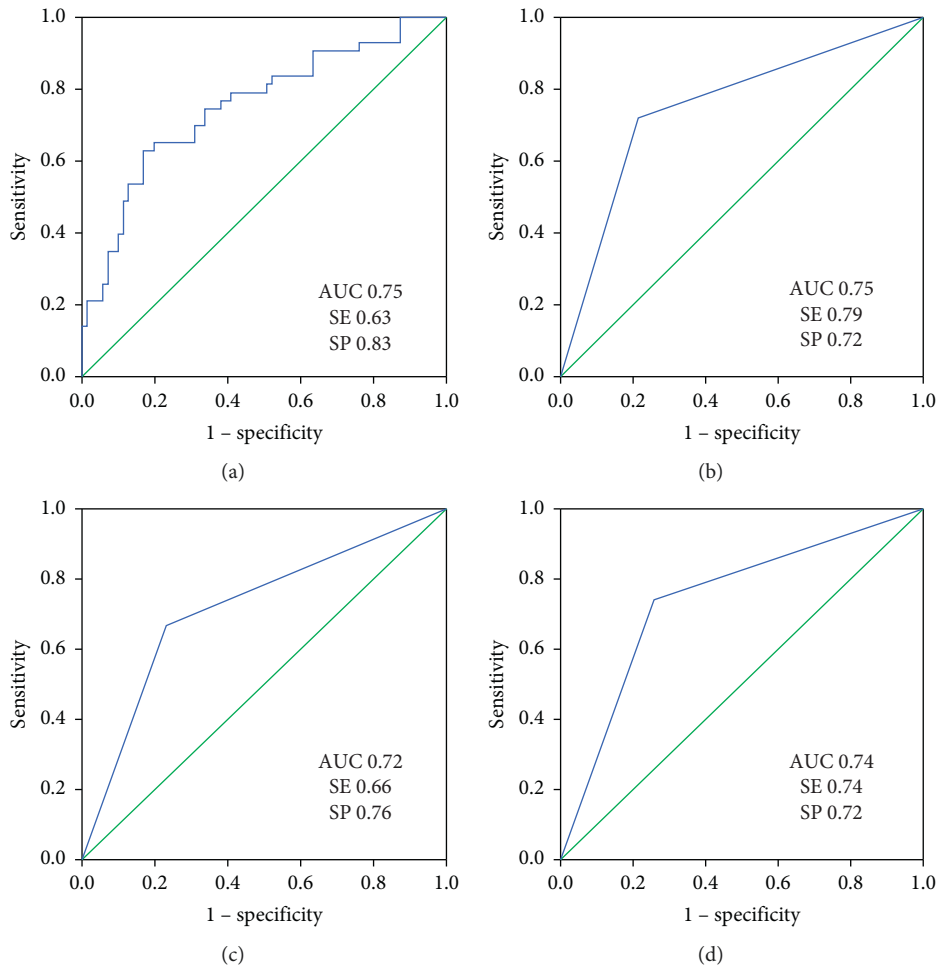 1.0
0.8
0.6
0.4
0.2
0.0
Sensitivity
AUC 0.75
SE 0.63
SP 0.83
0.0 0.2 0.4 0.6 0.8 1.0
1 – specificity
(a)
1.0
0.8
0.6
0.4
0.2
0.0
Sensitivity
AUC 0.75
SE 0.79
SP 0.72
0.0 0.2 0.4 0.6 0.8 1.0
1 – specificity
(b)
1.0
0.8
0.6
0.4
0.2
0.0
Sensitivity
AUC 0.72
SE 0.66
SP 0.76
0.0 0.2 0.4 0.6 0.8 1.0
1 – specificity
(c)
1.0
0.8
0.6
0.4
0.2
0.0
Sensitivity
AUC 0.74
SE 0.74
SP 0.72
0.0 0.2 0.4 0.6 0.8 1.0
1 – specificity
(d)